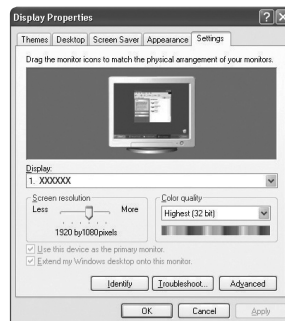 Display Properties
Themes Desktop Screen Saver Appearance Settings
Drag the monitor icons to match the physical arrangement of your monitors.
Display:
1. XXXXXX
Screen resolution
Less More
1920 by1080pixels
Color quality
Highest (32 bit)
Use this device as the primary monitor.
Extend my Windows desktop onto this monitor.
Identify Troubleshoot... Advanced
OK Cancel Apply